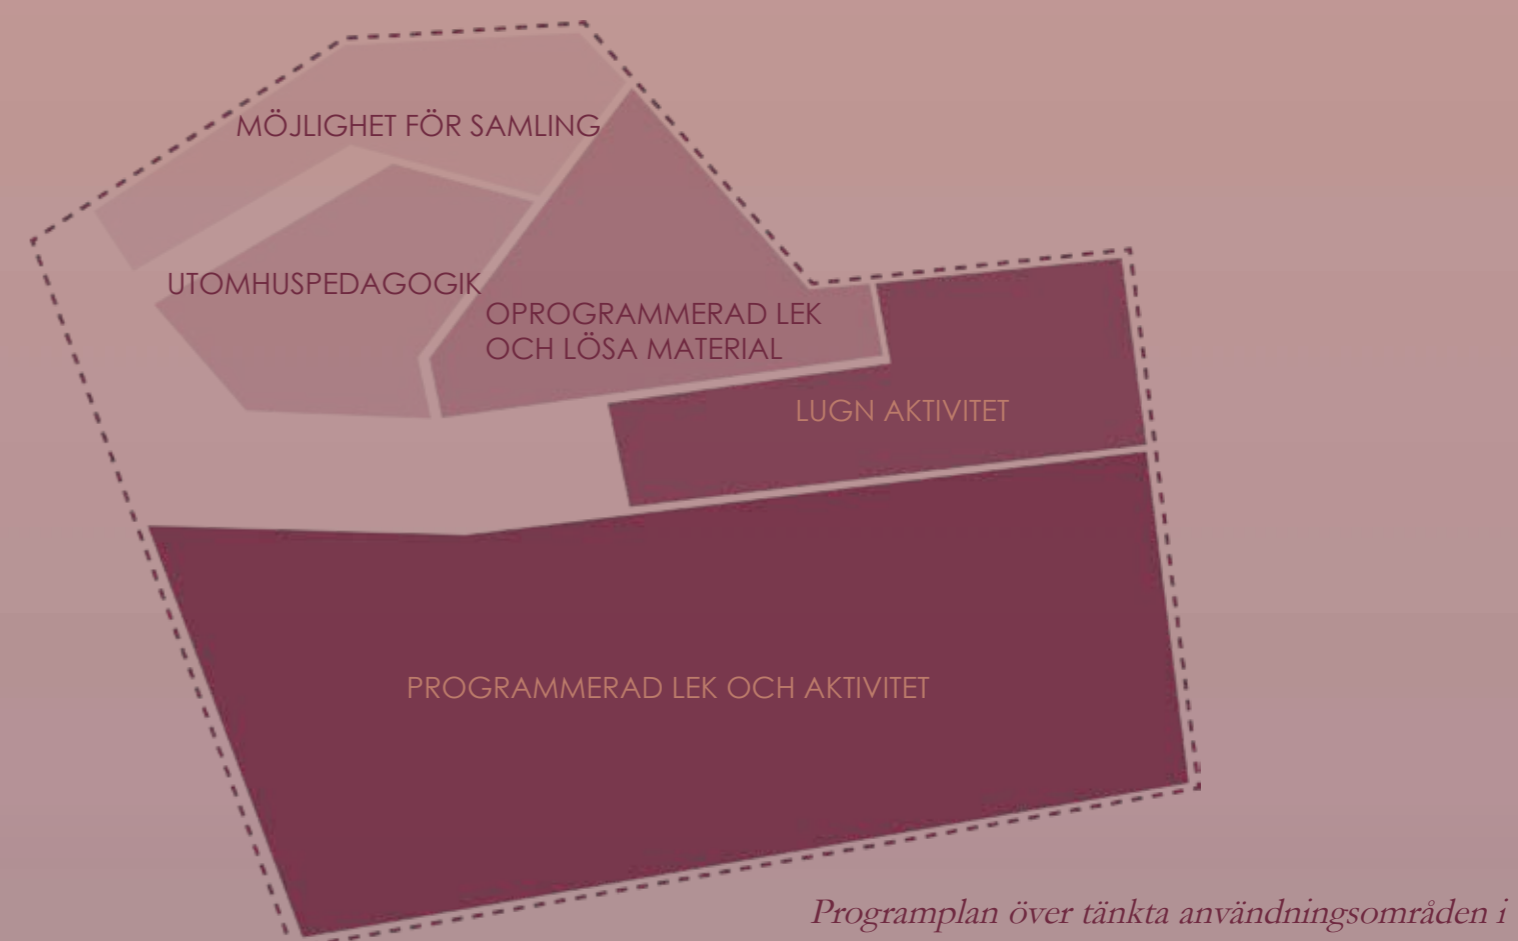 MÖJLIGHET FÖR SAMLING
UTOMHUSPEDAGOGIK
OPROGRAMMERAD LEK
OCH LÖSA MATERIAL
LUGN AKTIVITET
PROGRAMMERAD LEK OCH AKTIVITET
Programplan över tänkta användningsområden i